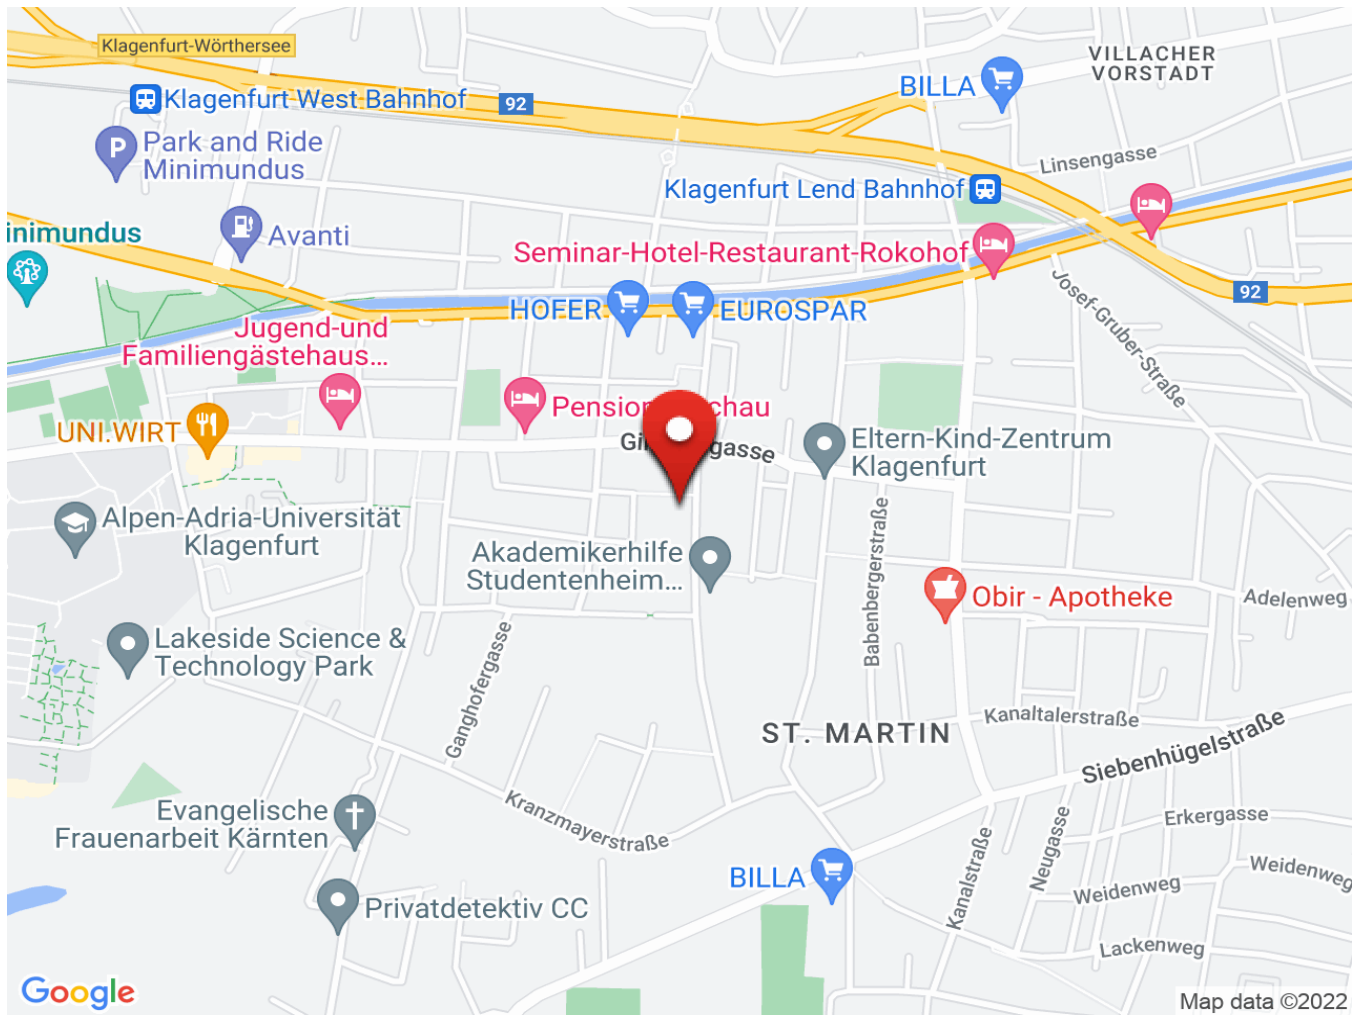 Klagenfurt-Wörthersee
VILLACHER
VORSTADT
BILLA
Klagenfurt West Bahnhof
92
Park and Ride
Minimundus
Linsengasse
Klagenfurt Lend Bahnhof
inimundus
Avanti
Seminar-Hotel-Restaurant-Rokohof
92
HOFER
EUROSPAR
Josef-Gruber-Straße
Jugend-und
Familiengästehaus...
Pension
chau
UNI.WIRT
gasse
Eltern-Kind-Zentrum
Klagenfurt
Alpen-Adria-Universität
Klagenfurt
Akademikerhilfe
Studentenheim...
Babenbergerstraße
Obir - Apotheke
Adelenweg
Lakeside Science &
Technology Park
Ganghofergasse
Kanaltalerstraße
ST. MARTIN
Siebenhügelstraße
Evangelische
Frauenarbeit Kärnten
Kranzmayerstraße
Erkergasse
Neugasse
Kanalstraße
BILLA
Weidenweg
Weidenweg
Privatdetektiv CC
Lackenweg
Google
Map data ©2022